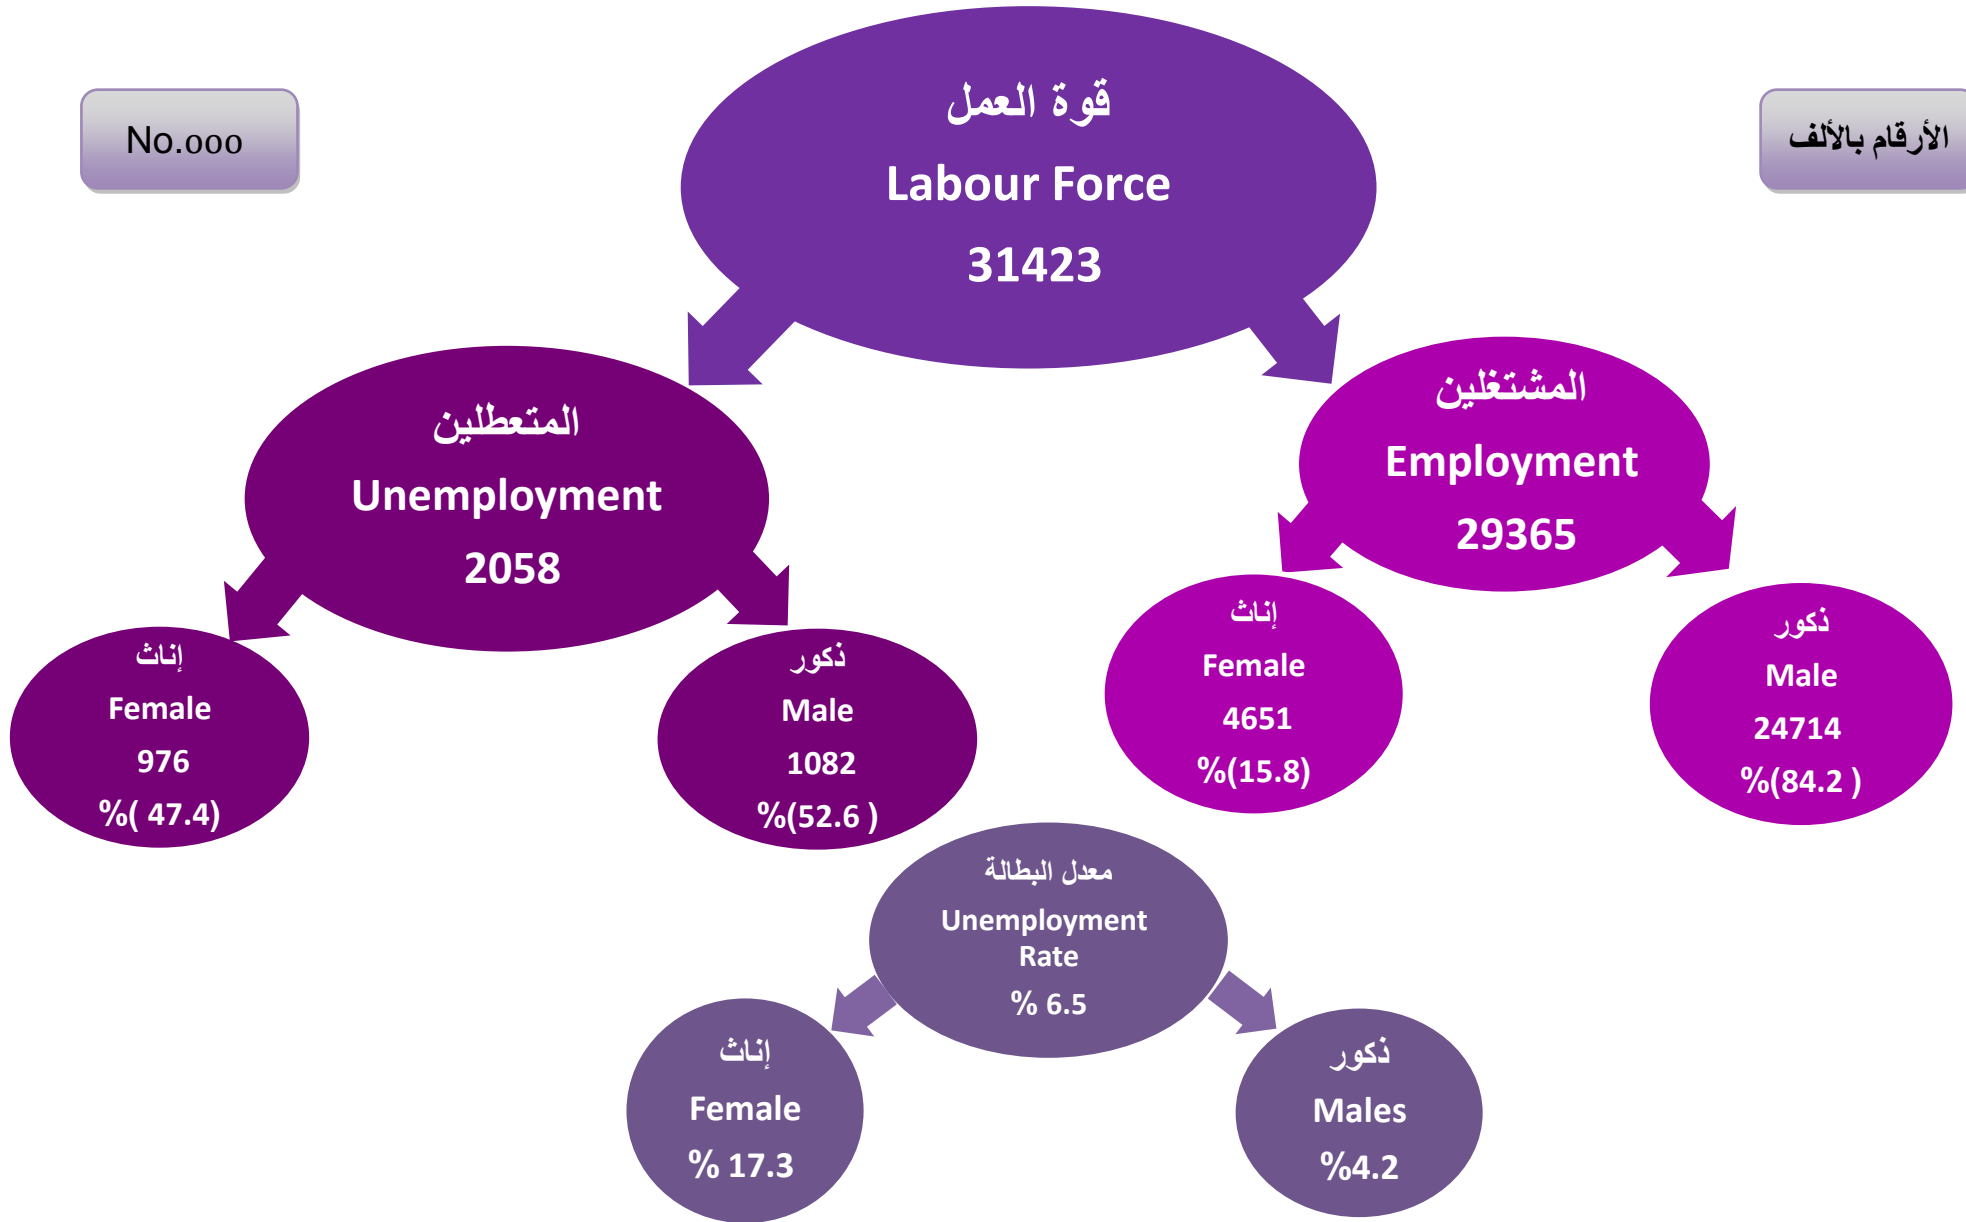 No.ooo
الأرقام بالألف
قوة العمل
Labour Force
31423
المتعطلين
Unemployment
2058
المشتغلين
Employment
29365
إناث
Female
976
%( 47.4)
ذكور
Male
1082
%(52.6 )
إناث
Female
4651
%(15.8)
ذكور
Male
24714
%(84.2 )
معدل البطالة
Unemployment
Rate
% 6.5
إناث
Female
% 17.3
ذكور
Males
%4.2